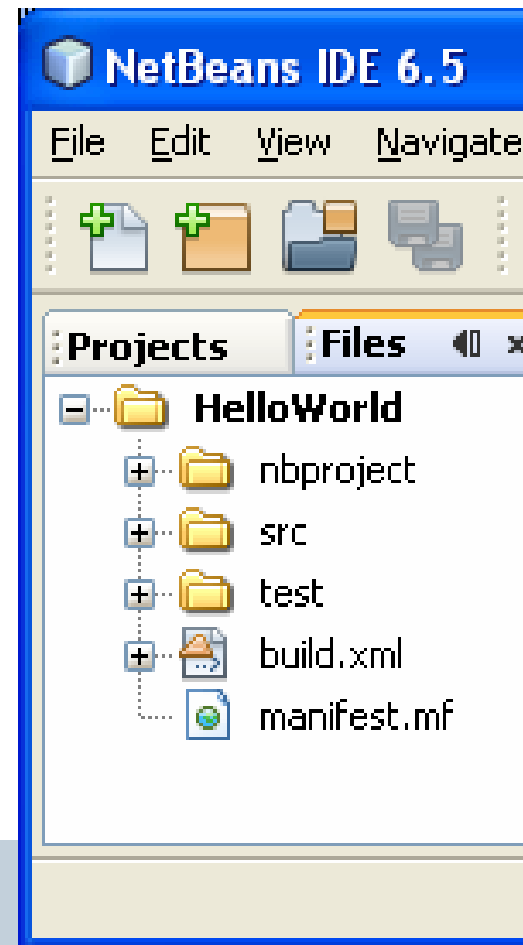 NetBeans IDE 6.5
File Edit View Navigate
Projects Files
HelloWorld
nbproject
src
test
build.xml
manifest.mf